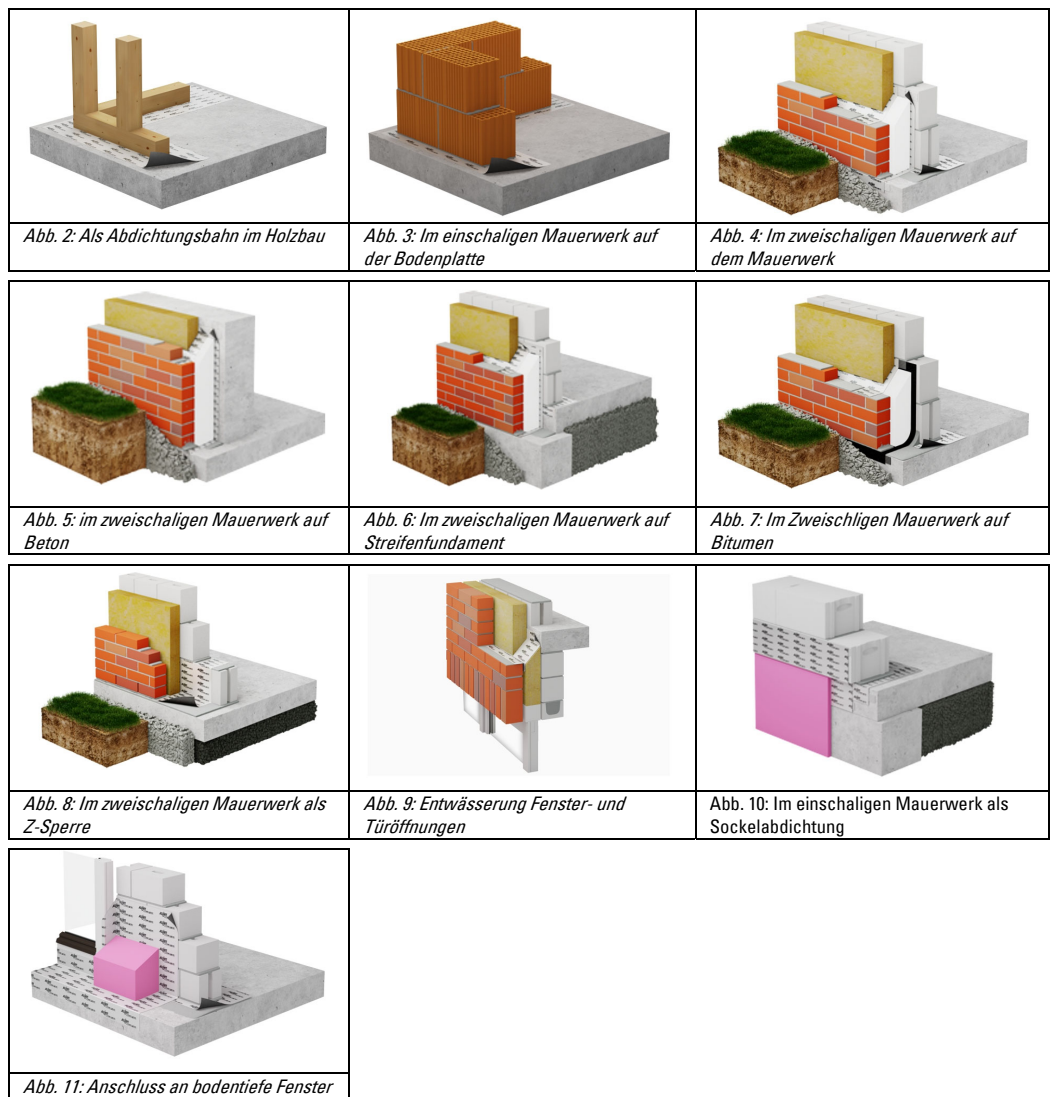 Abb. 2: Als Abdichtungsbahn im Holzbau
Abb. 3: Im einschaligen Mauerwerk auf
der Bodenplatte
Abb. 4: Im zweischaligen Mauerwerk auf
dem Mauerwerk
Abb. 5: im zweischaligen Mauerwerk auf
Beton
Abb. 6: Im zweischaligen Mauerwerk auf
Streifenfundament
Abb. 7: Im Zweischligen Mauerwerk auf
Bitumen
Abb. 8: Im zweischaligen Mauerwerk als
Z-Sperre
Abb. 9: Entwässerung Fenster- und
Türöffnungen
Abb. 10: Im einschaligen Mauerwerk als
Sockelabdichtung
Abb. 11: Anschluss an bodentiefe Fenster